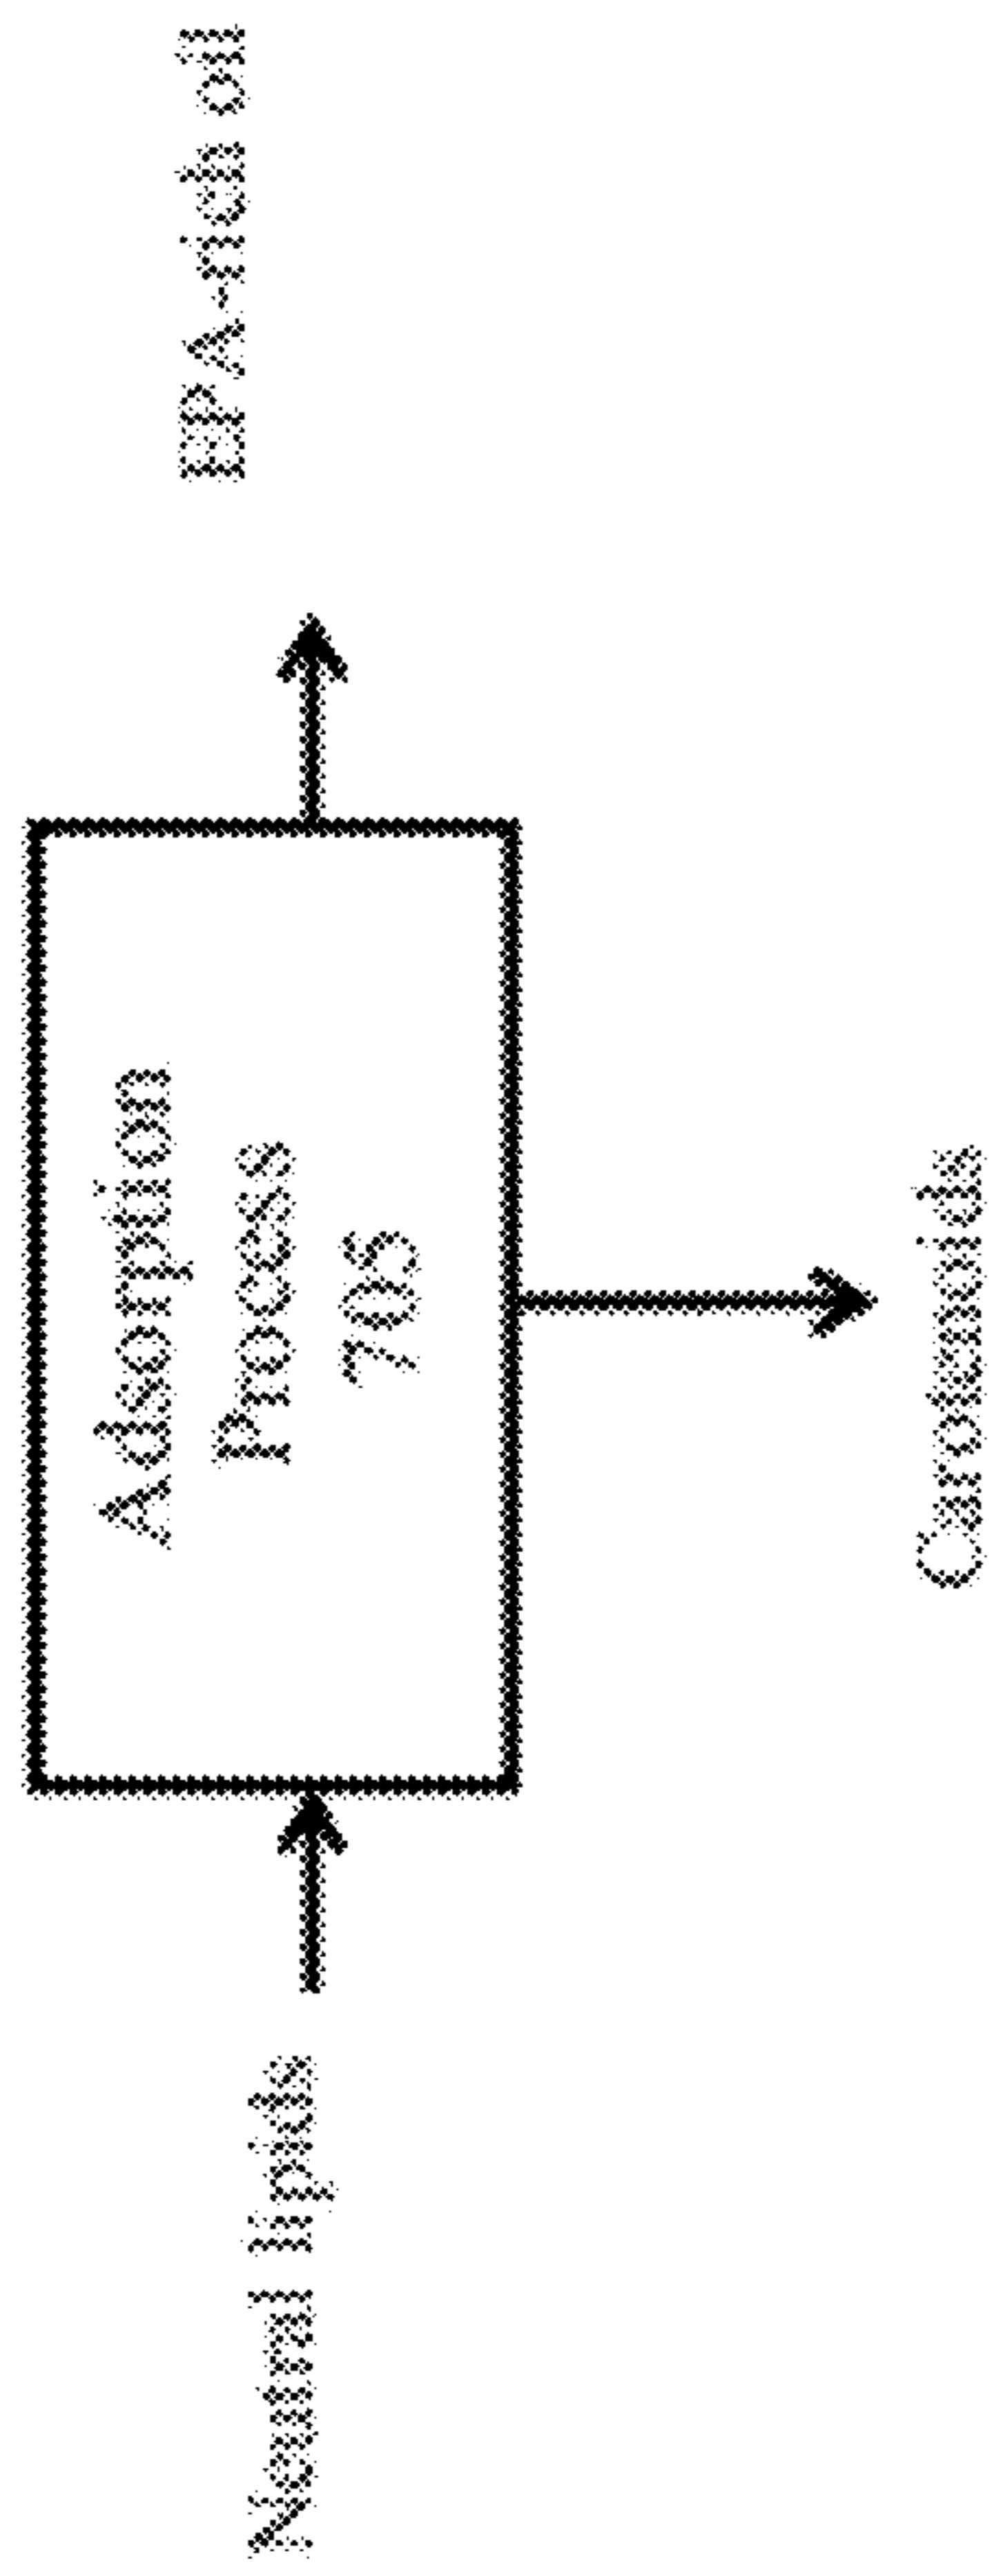 Neutral lipids
Adsorption
Process
705
EPA-rich oil
Carotenoids